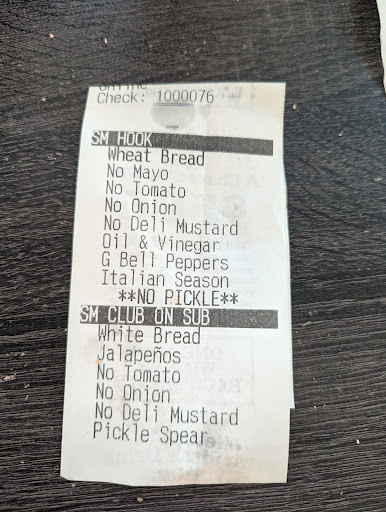 Online
Check: 1000076
SM HOOK
Wheat Bread
No Mayo
No Tomato
No Onion
No Deli Mustard
Oil & Vinegar
G Bell Peppers
Italian Season
**NO PICKLE**
SM CLUB ON SUB
White Bread
Jalapeños
No Tomato
No Onion
No Deli Mustard
Pickle Spear